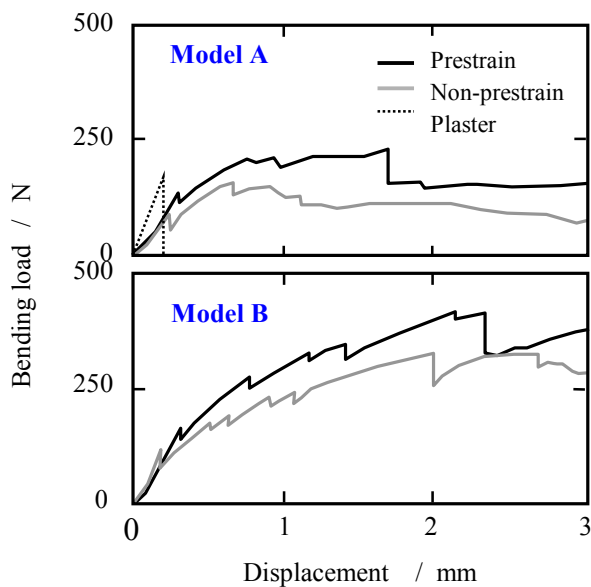 500
Model A
Prestrain
Non-prestrain
Plaster
250
0
500
Model B
250
0
0
1
2
3
Bending load / N
Displacement / mm